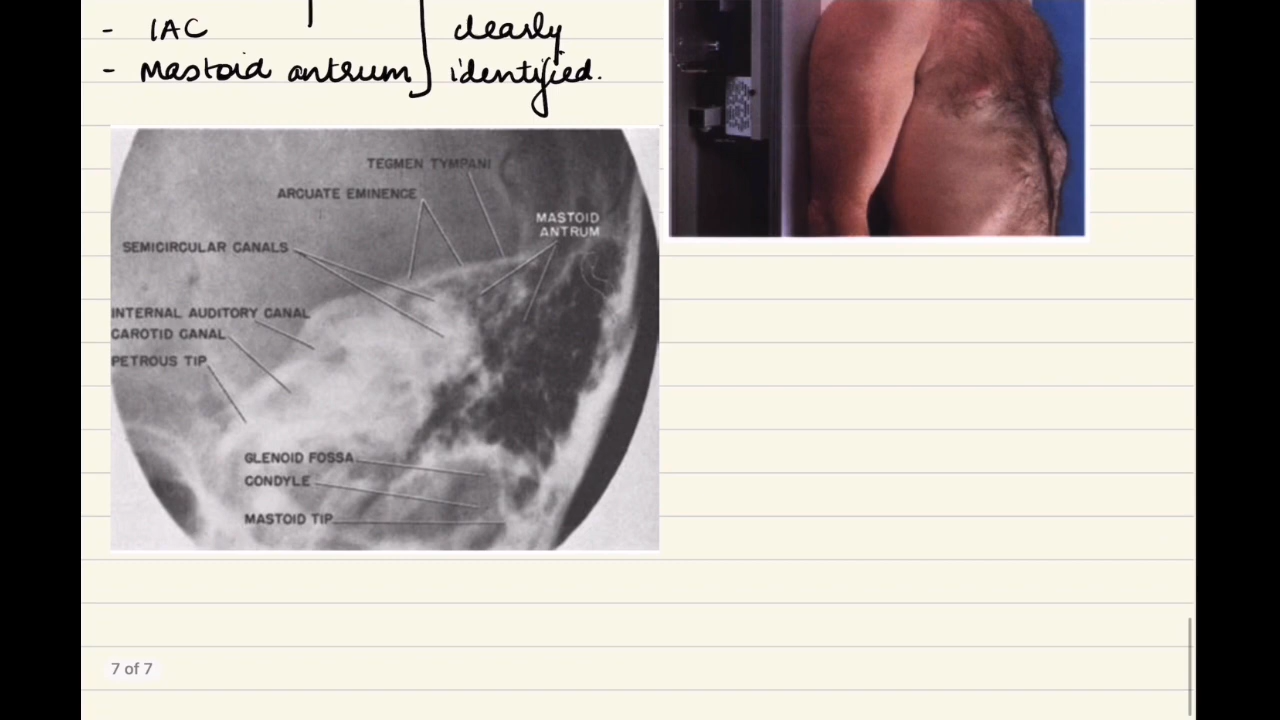 - IAC
clearly
- Mastoid antrum
identified.
TEGMEN TYMPANI
ARCUATE EMINENCE
MASTOID
ANTRUM
SEMICIRCULAR CANALS
INTERNAL AUDITORY CANAL
CAROTID CANAL
PETROUS TIP
GLENOID FOSSA
CONDYLE
MASTOID TIP
7 of 7